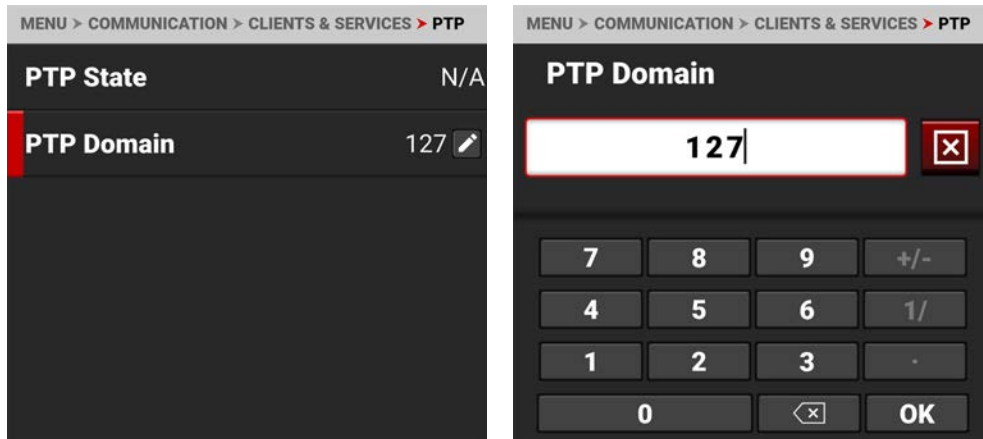 MENU > COMMUNICATION > CLIENTS & SERVICES > PTP
PTP State N/A
PTP Domain 127
MENU > COMMUNICATION > CLIENTS & SERVICES > PTP
PTP Domain
127
7 8 9 +/-
4 5 6 1/
1 2 3 .
0 OK